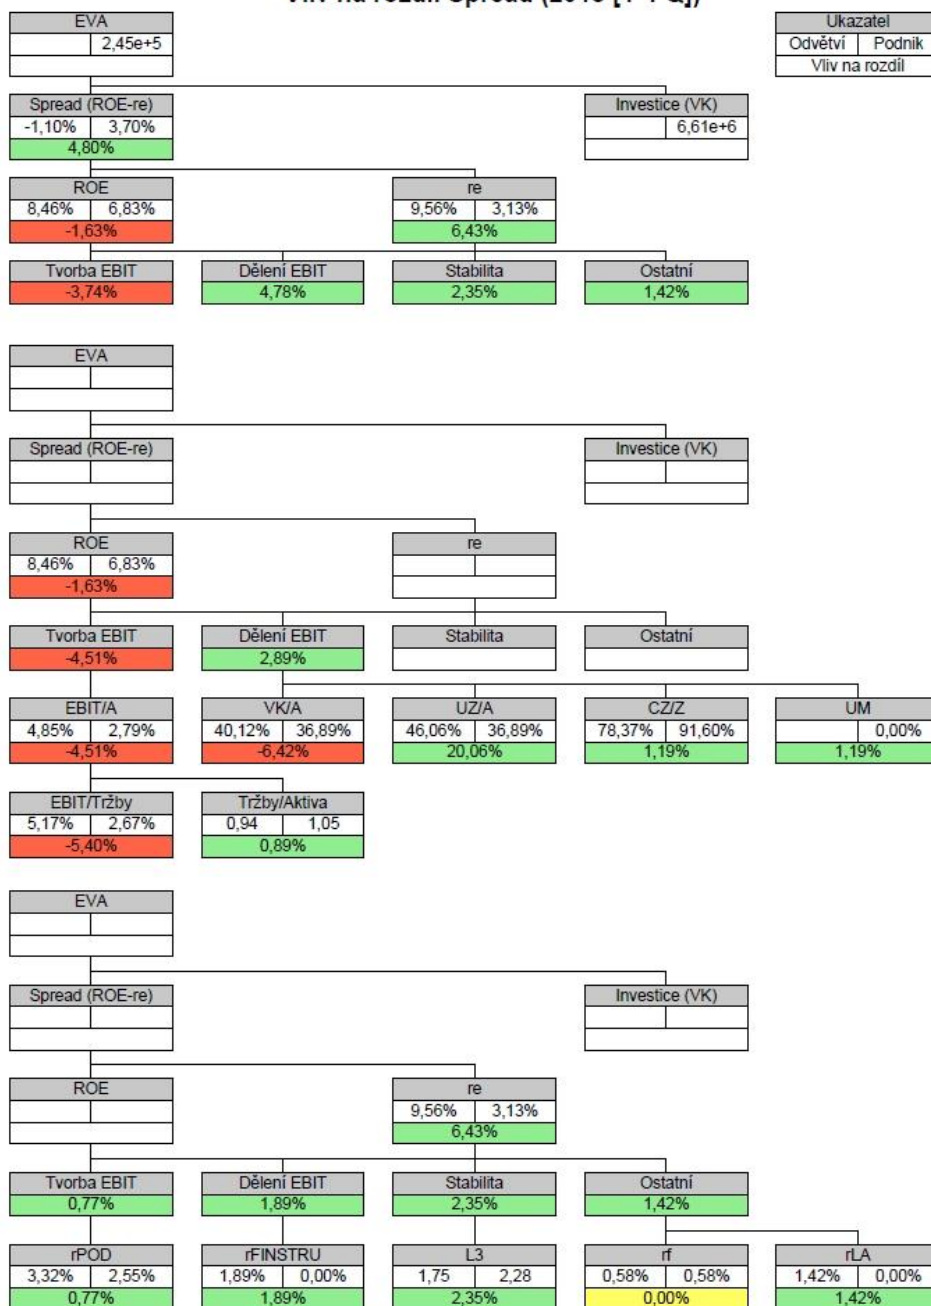 EVA
2,45e+5
Ukazatel
Odvětví Podnik
Vliv na rozdíl
Spread (ROE-re)
-1,10% 3,70%
4,80%
Investice (VK)
6,61e+6
ROE
8,46% 6,83%
-1,63%
re
9,56% 3,13%
6,43%
Tvorba EBIT
-3,74%
Dělení EBIT
4,78%
Stabilita
2,35%
Ostatní
1,42%
EVA
Spread (ROE-re)
Investice (VK)
ROE
8,46% 6,83%
-1,63%
re
Tvorba EBIT
-4,51%
Dělení EBIT
2,89%
Stabilita
Ostatní
EBIT/A
4,85% 2,79%
-4,51%
VK/A
40,12% 36,89%
-6,42%
UZ/A
46,06% 36,89%
20,06%
CZ/Z
78,37% 91,60%
1,19%
UM
0,00%
1,19%
EBIT/Tržby
5,17% 2,67%
-5,40%
Tržby/Aktiva
0,94 1,05
0,89%
EVA
Spread (ROE-re)
Investice (VK)
ROE
re
9,56% 3,13%
6,43%
Tvorba EBIT
0,77%
Dělení EBIT
1,89%
Stabilita
2,35%
Ostatní
1,42%
rPOD
3,32% 2,55%
0,77%
rFINSTRU
1,89% 0,00%
1,89%
L3
1,75 2,28
2,35%
rf
0,58% 0,58%
0,00%
rLA
1,42% 0,00%
1,42%